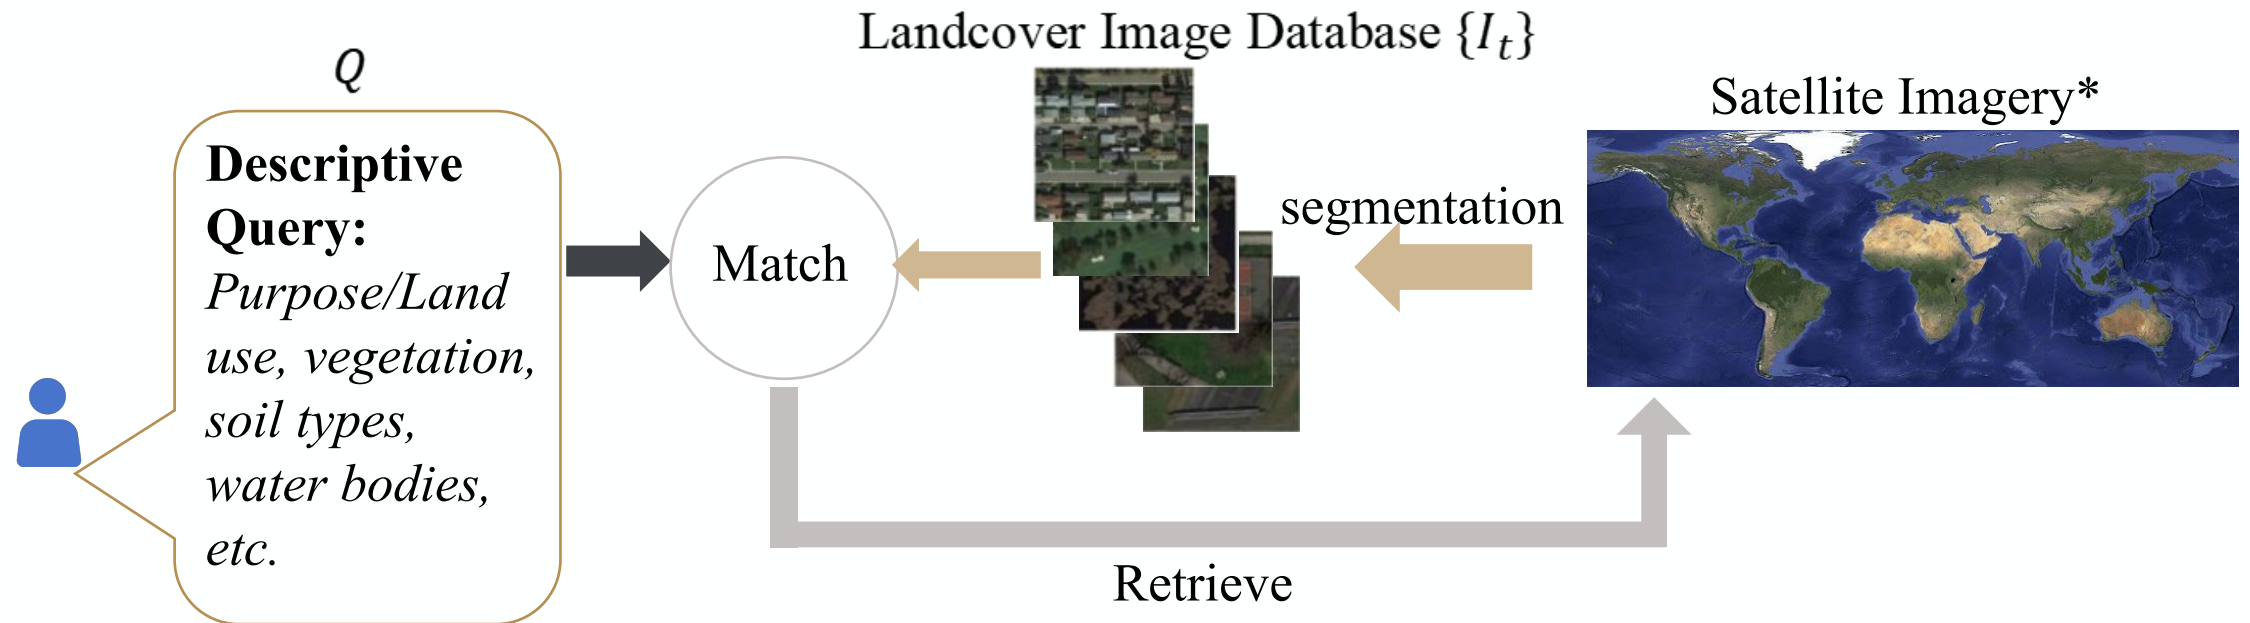 Q
Descriptive
Query:
Purpose/Land
use, vegetation,
soil types,
water bodies,
etc.
Match
Landcover Image Database {I_t}
segmentation
Satellite Imagery*
Retrieve